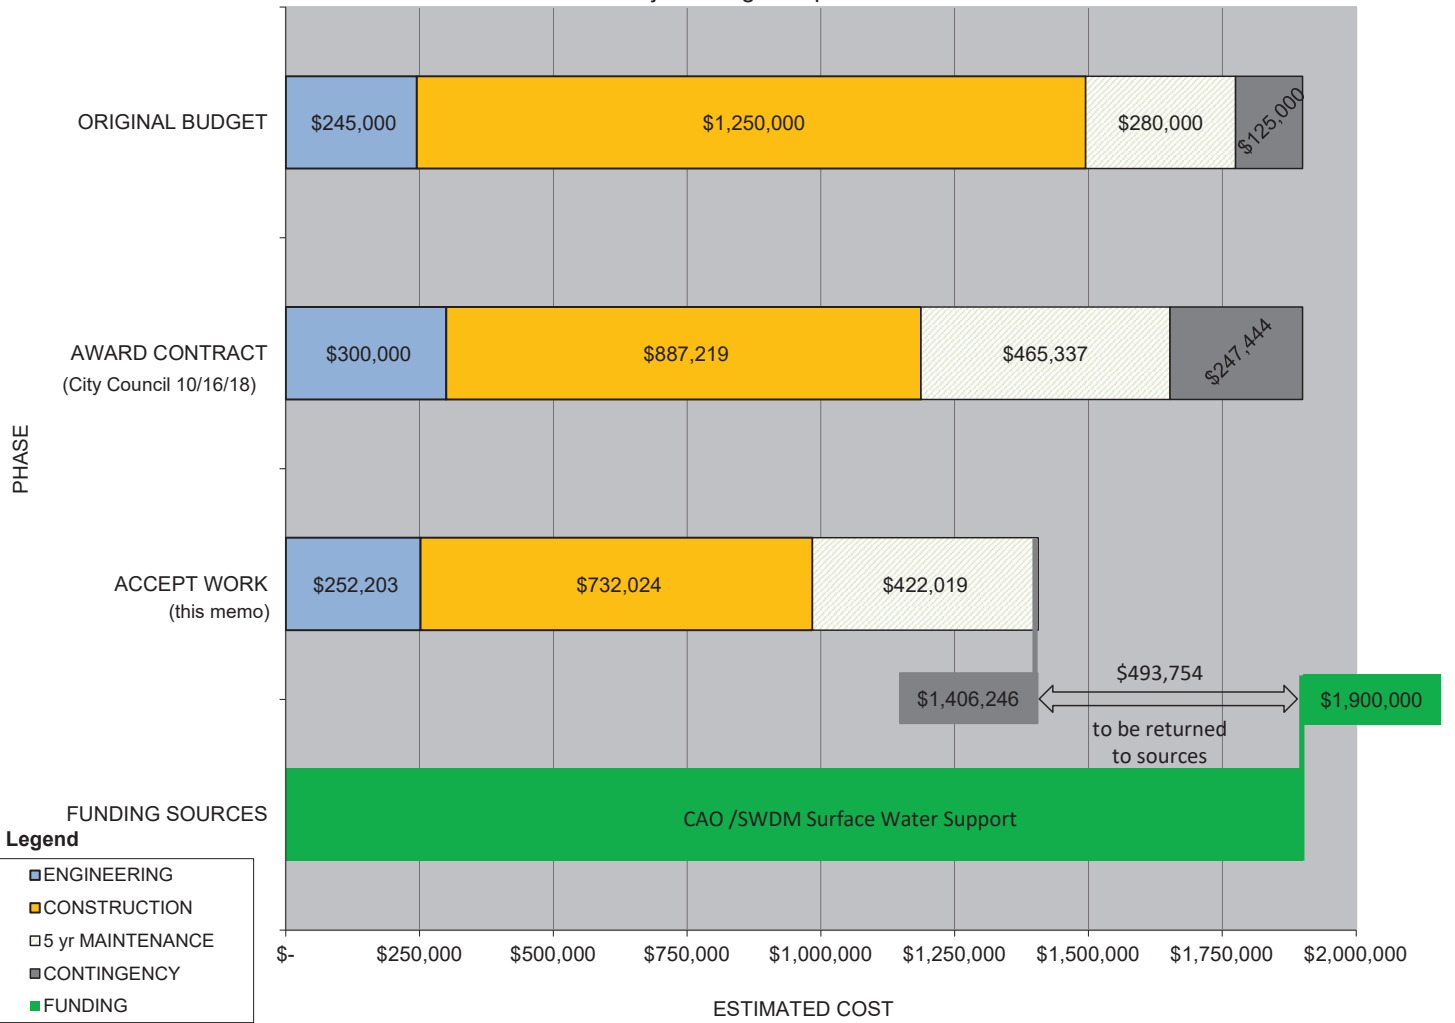 ORIGINAL BUDGET
$245,000
$1,250,000
$280,000
$125,000
AWARD CONTRACT
(City Council 10/16/18)
$300,000
$887,219
$465,337
$247,444
PHASE
ACCEPT WORK
(this memo)
$252,203
$732,024
$422,019
$1,406,246
$493,754
to be returned
to sources
$1,900,000
FUNDING SOURCES
CAO /SWDM Surface Water Support
Legend
ENGINEERING
CONSTRUCTION
5 yr MAINTENANCE
CONTINGENCY
FUNDING
$-
$250,000
$500,000
$750,000
$1,000,000
$1,250,000
$1,500,000
$1,750,000
$2,000,000
ESTIMATED COST